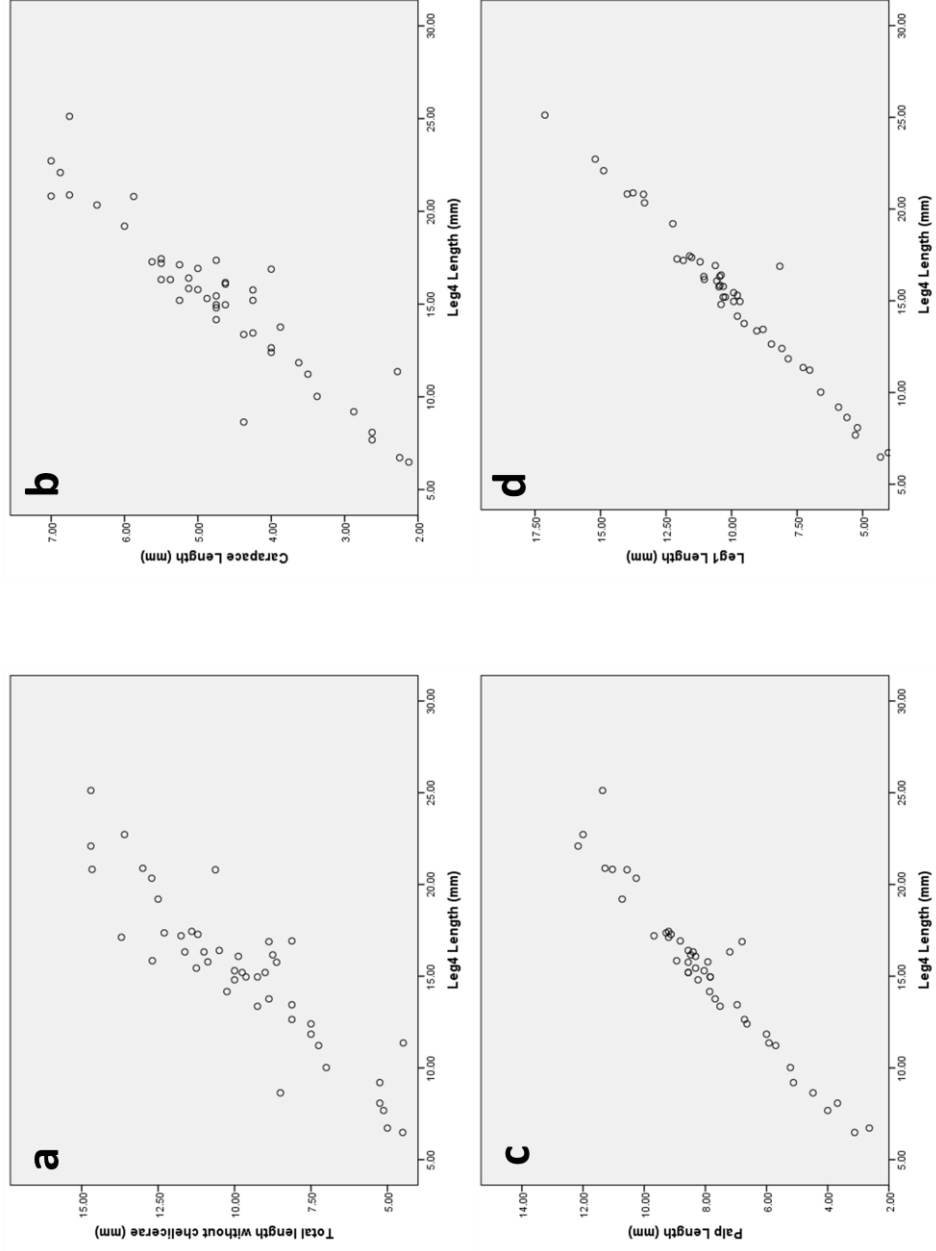 a
15.00
12.50
10.00
7.50
5.00
Total length without chelicerae (mm)
5.00 10.00 15.00 20.00 25.00 30.00
Leg4 Length (mm)
b
7.00
6.00
5.00
4.00
3.00
2.00
Carapace Length (mm)
5.00 10.00 15.00 20.00 25.00 30.00
Leg4 Length (mm)
c
14.00
12.00
10.00
8.00
6.00
4.00
2.00
Palp Length (mm)
5.00 10.00 15.00 20.00 25.00 30.00
Leg4 Length (mm)
d
17.50
15.00
12.50
10.00
7.50
5.00
Leg1 Length (mm)
5.00 10.00 15.00 20.00 25.00 30.00
Leg4 Length (mm)